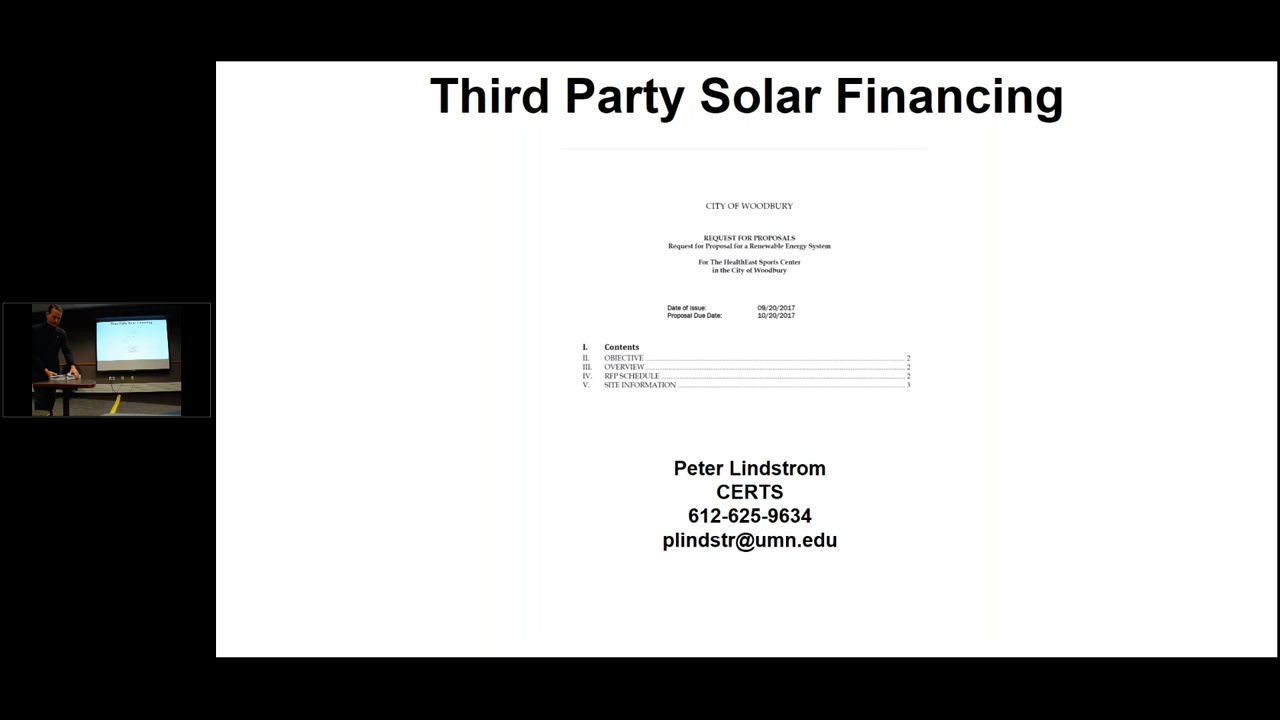 Third Party Solar Financing
CITY OF WOODBURY
REQUEST FOR PROPOSALS
Request for Proposal for a Renewable Energy System
For The HealthEast Sports Center
in the City of Woodbury
Date of Issue: 09/20/2017
Proposal Due Date: 10/20/2017
I. Contents
II. OBJECTIVE 2
III. OVERVIEW 2
IV. RFP SCHEDULE 2
V. SITE INFORMATION 3
Peter Lindstrom
CERTS
612-625-9634
plindstr@umn.edu